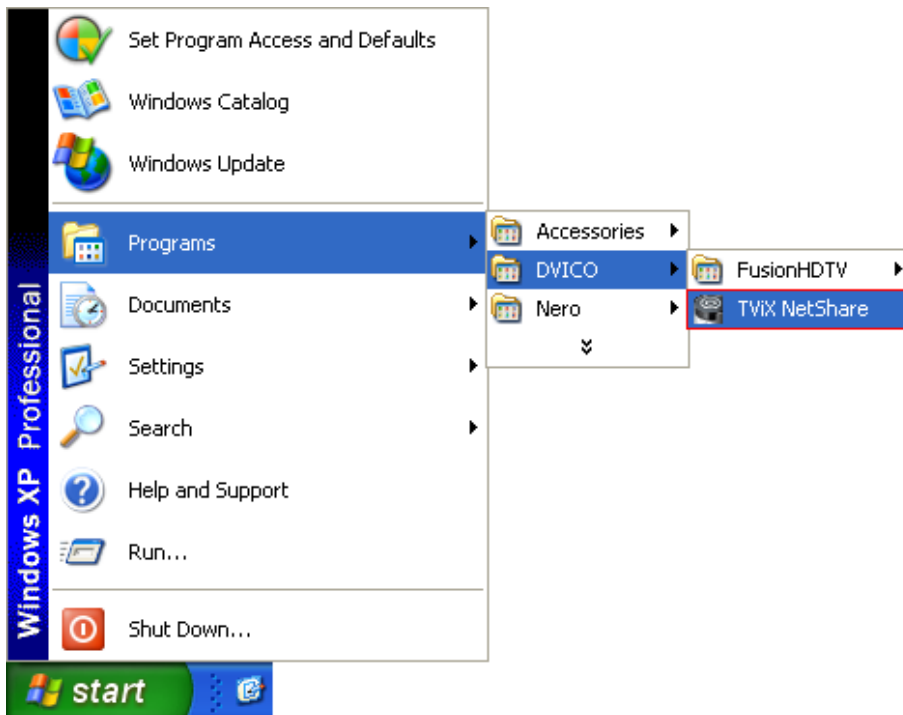 Set Program Access and Defaults
Windows Catalog
Windows Update
Programs
Documents
Settings
Search
Help and Support
Run...
Shut Down...
Accessories
DVICO
Nero
FusionHDTV
TViX NetShare
Windows XP Professional
start